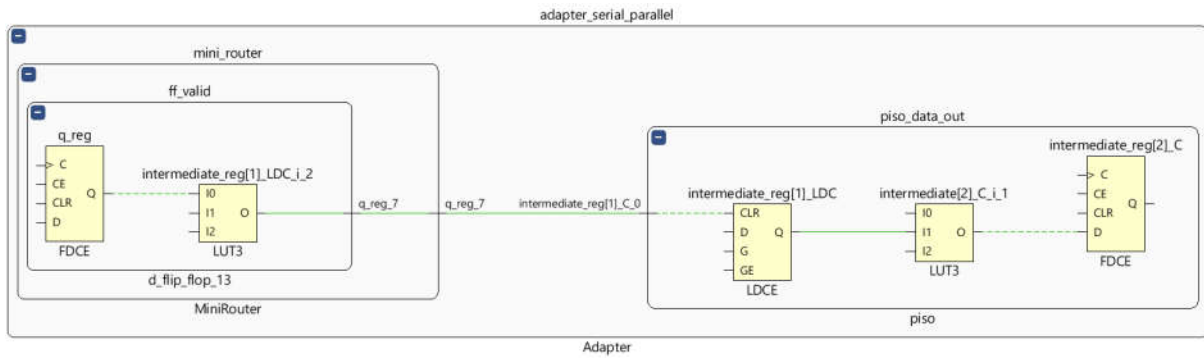 adapter_serial_parallel
mini_router
ff_valid
q_reg
C
CE
CLR
D
Q
FDCE
intermediate_reg[1]_LDC_i_2
I0
I1
I2
O
LUT3
d_flip_flop_13
MiniRouter
q_reg_7
q_reg_7
intermediate_reg[1]_C_0
piso_data_out
intermediate_reg[1]_LDC
CLR
D
G
GE
Q
LDCE
intermediate[2]_C_i_1
I0
I1
I2
O
LUT3
intermediate_reg[2]_C
C
CE
CLR
D
Q
FDCE
piso
Adapter